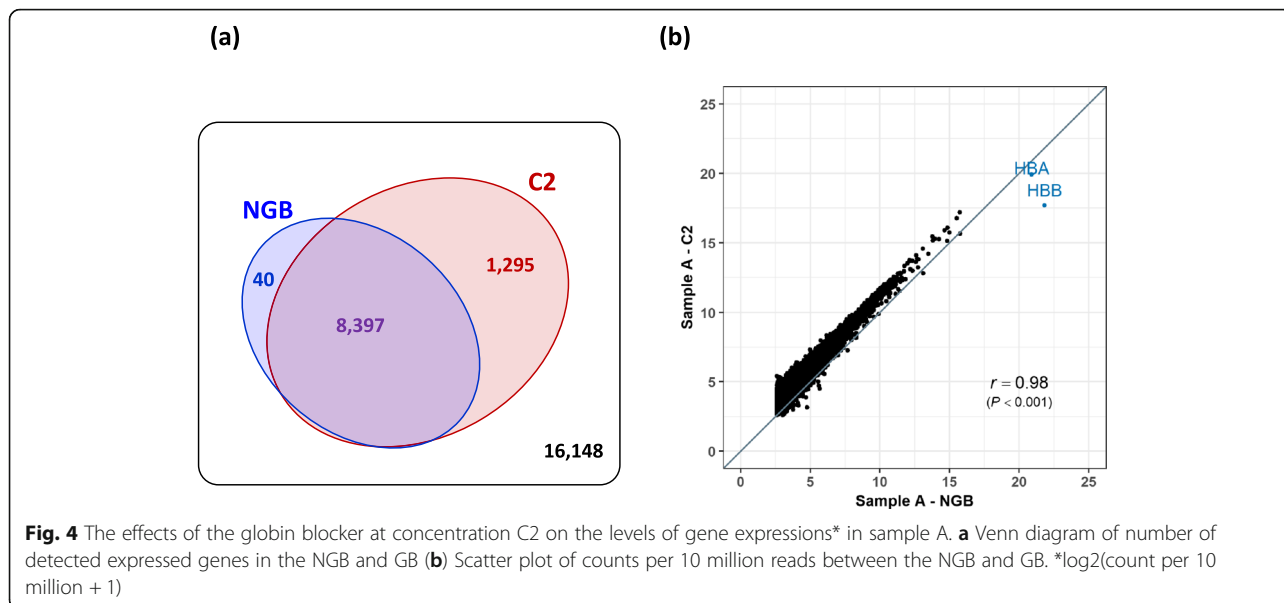 (a)
NGB
C2
40
1,295
8,397
16,148
(b)
25
20
15
10
5
0
HBA
HBB
r = 0.98
(P < 0.001)
0 5 10 15 20 25
Sample A - NGB
Sample A - C2
Fig. 4 The effects of the globin blocker at concentration C2 on the levels of gene expressions* in sample A. a Venn diagram of number of
detected expressed genes in the NGB and GB (b) Scatter plot of counts per 10 million reads between the NGB and GB. *log2(count per 10
million + 1)